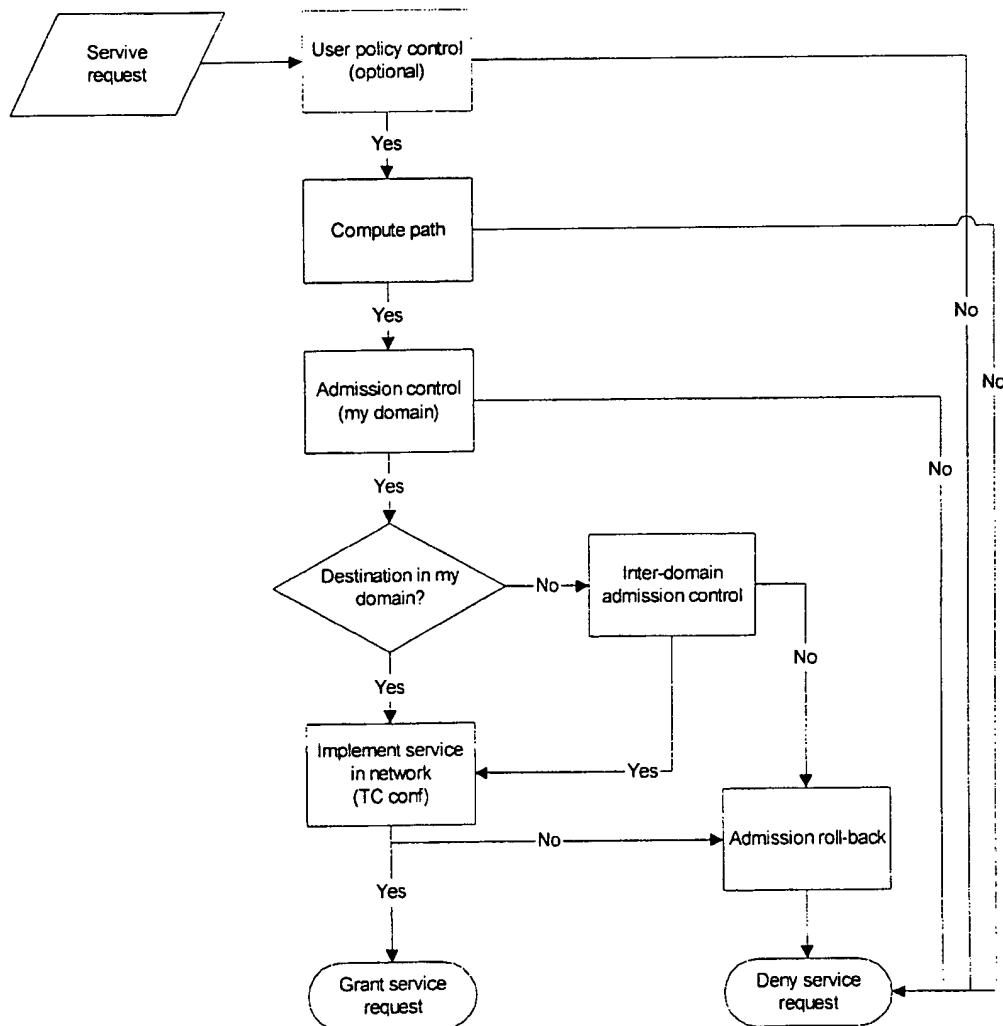 Servive
request
User policy control
(optional)
Yes
Compute path
No
Yes
No
Admission control
(my domain)
No
Yes
Destination in my
domain?
No
Inter-domain
admission control
No
Yes
Implement service
in network
(TC conf)
Yes
No
Admission roll-back
Yes
Grant service
request
Deny service
request